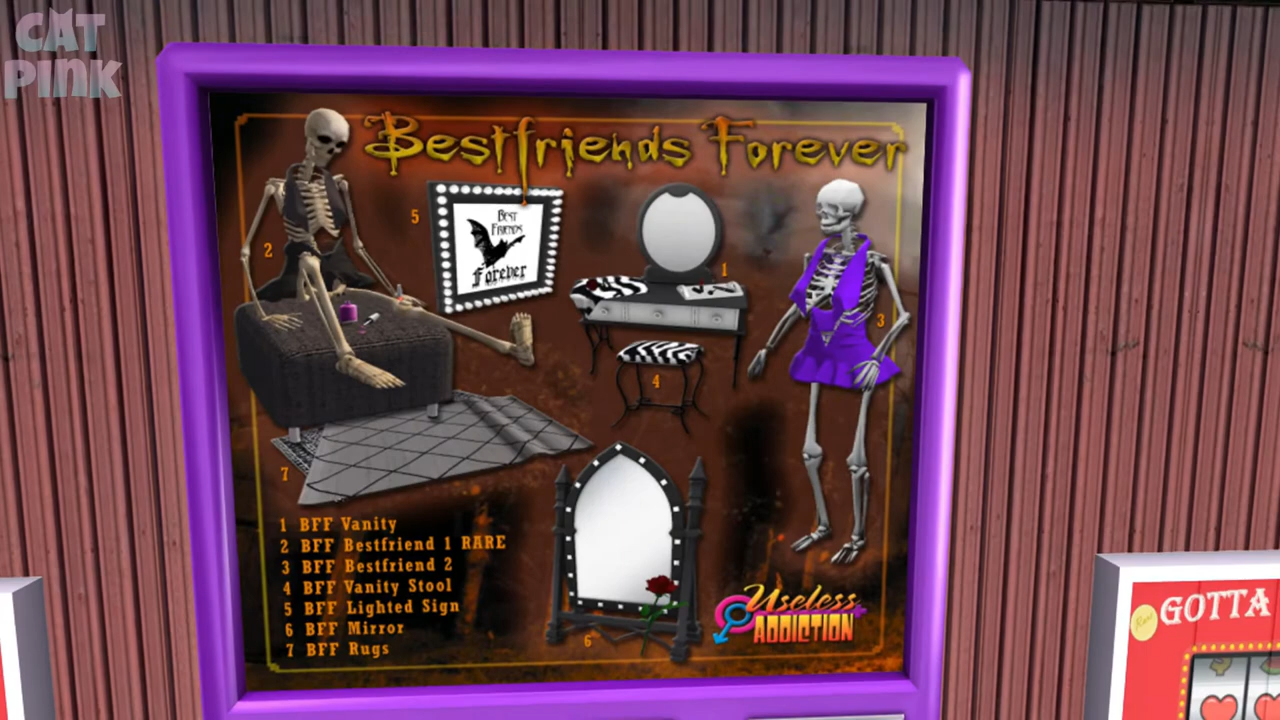 CAT
PINK
Bestfriends Forever
5
2
1
3
4
7
6
Best
Friends
Forever
1 BFF Vanity
2 BFF Bestfriend 1 RARE
3 BFF Bestfriend 2
4 BFF Vanity Stool
5 BFF Lighted Sign
6 BFF Mirror
7 BFF Rugs
Useless
ADDICTION
GOTTA
Rare